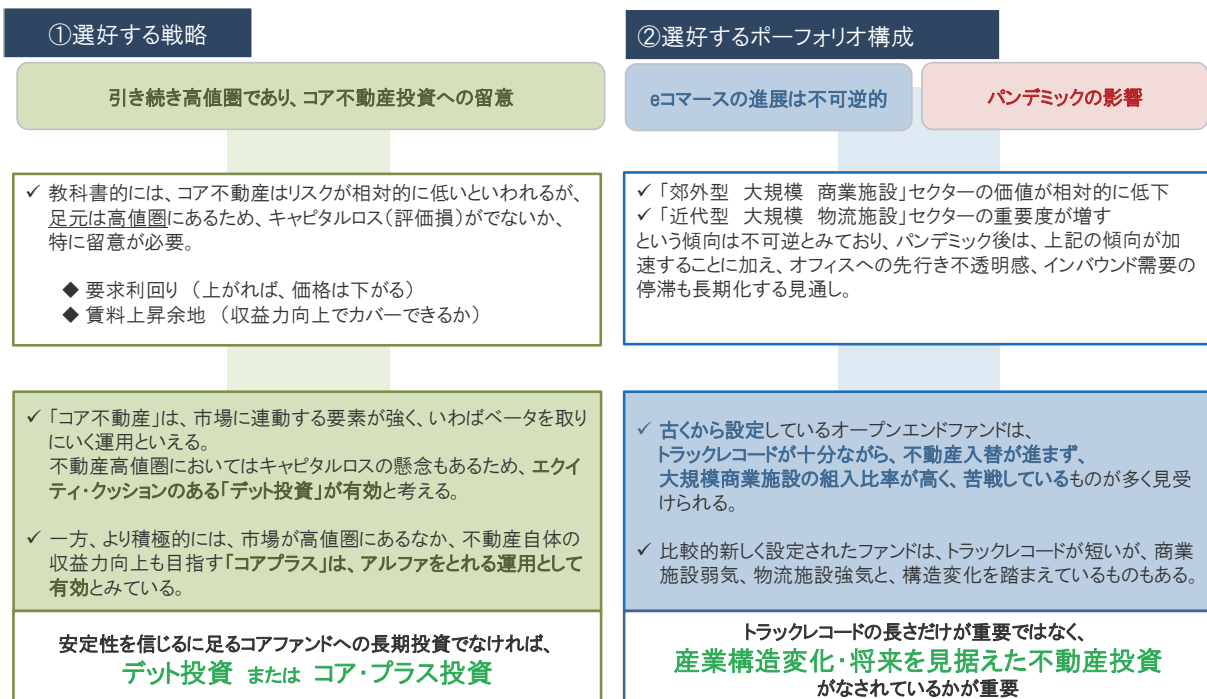 ①選好する戦略
引き続き高値圏であり、コア不動産投資への留意
✓ 教科書的には、コア不動産はリスクが相対的に低いといわれるが、
足元は高値圏にあるため、キャピタルロス（評価損）がでないか、
特に留意が必要。
◆ 要求利回り （上がれば、価格は下がる）
◆ 賃料上昇余地 （収益力向上でカバーできるか）
✓ 「コア不動産」は、市場に連動する要素が強く、いわばベータを取り
にいく運用といえる。
不動産高値圏においてはキャピタルロスの懸念もあるため、エクイ
ティ・クッションのある「デット投資」が有効と考える。
✓ 一方、より積極的には、市場が高値圏にあるなか、不動産自体の
収益力向上も目指す「コアプラス」は、アルファをとれる運用として
有効とみている。
安定性を信じるに足るコアファンドへの長期投資でなければ、
デット投資 または コア・プラス投資
②選好するポーフォリオ構成
eコマースの進展は不可逆的
パンデミックの影響
✓ 「郊外型 大規模 商業施設」セクターの価値が相対的に低下
✓ 「近代型 大規模 物流施設」セクターの重要度が増す
という傾向は不可逆とみており、パンデミック後は、上記の傾向が加
速することに加え、オフィスへの先行き不透明感、インバウンド需要の
停滞も長期化する見通し。
✓ 古くから設定しているオープンエンドファンドは、
トラックレコードが十分ながら、不動産入替が進まず、
大規模商業施設の組入比率が高く、苦戦しているものが多く見受
けられる。
✓ 比較的新しく設定されたファンドは、トラックレコードが短いが、商業
施設弱気、物流施設強気と、構造変化を踏まえているものもある。
トラックレコードの長さだけが重要ではなく、
産業構造変化・将来を見据えた不動産投資
がなされているかが重要